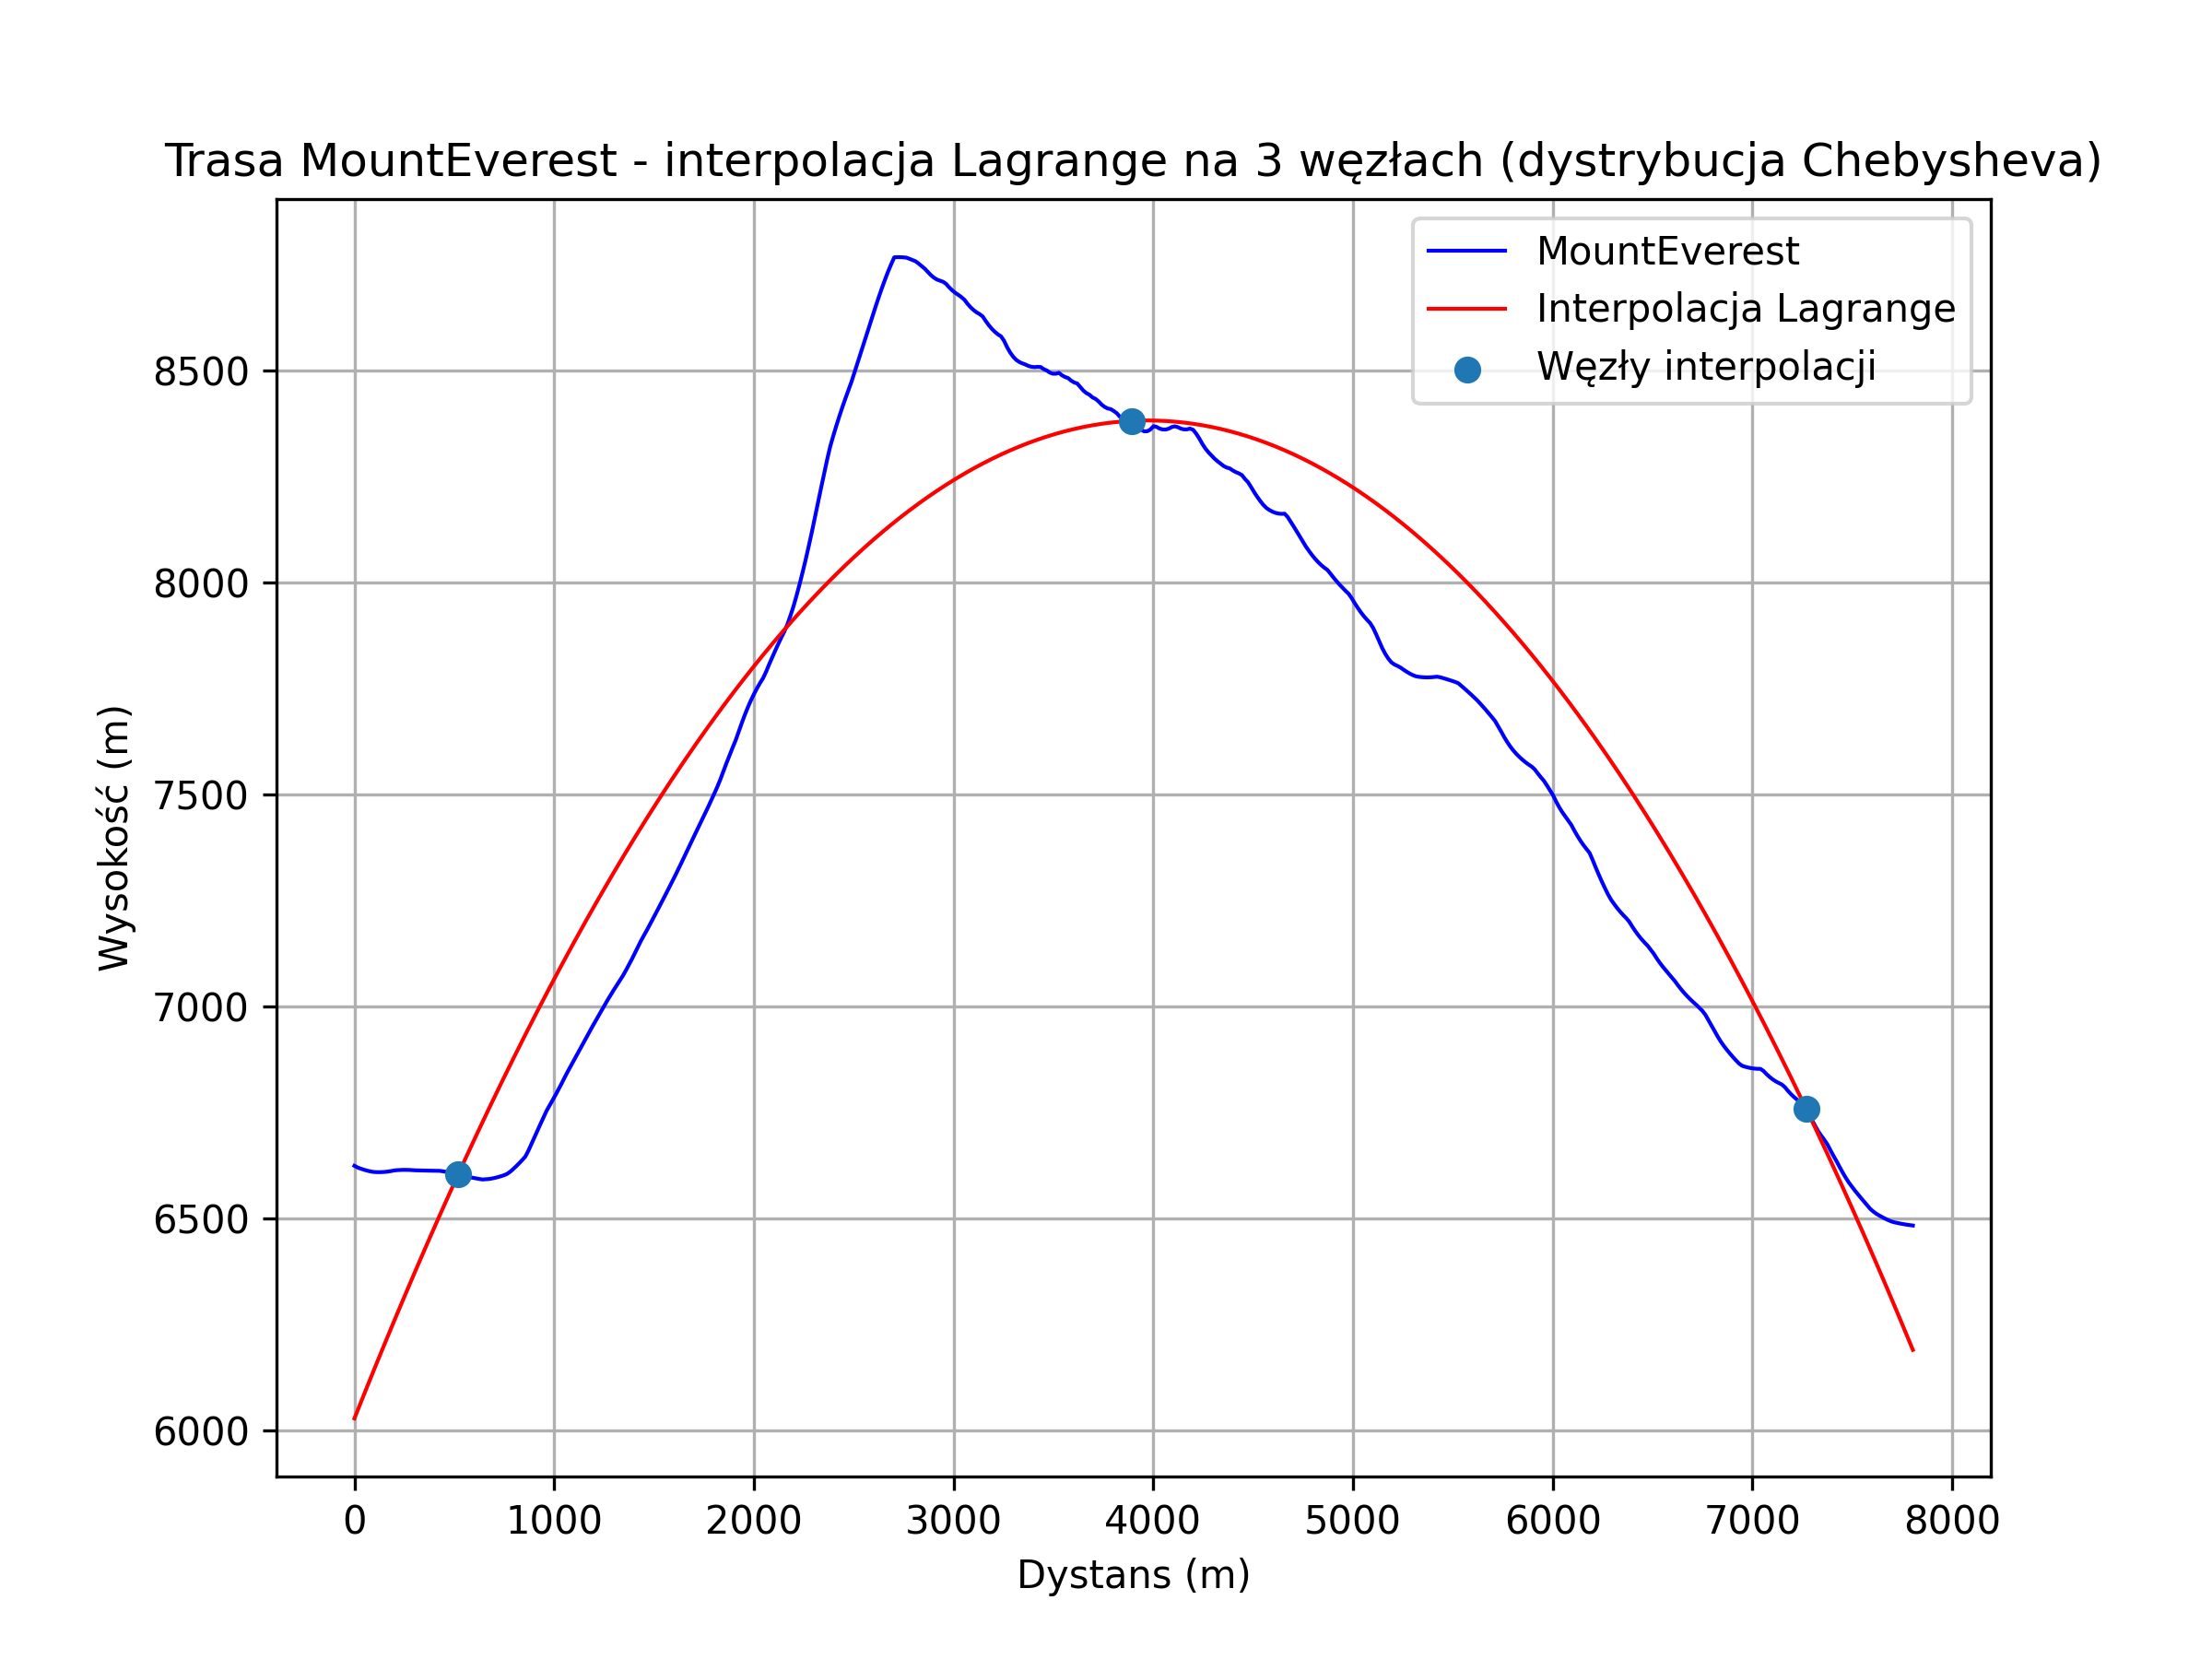 Trasa MountEverest - interpolacja Lagrange na 3 węzłach (dystrybucja Chebysheva)
MountEverest
Interpolacja Lagrange
Węzły interpolacji
8500
8000
7500
7000
6500
6000
Wysokość (m)
0 1000 2000 3000 4000 5000 6000 7000 8000
Dystans (m)